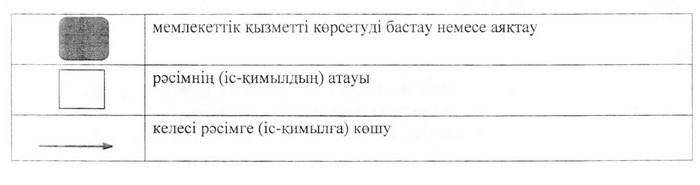 мемлекеттік қызметті көрсетуді бастау немесе аяқтау
рәсімнің (іс-қимылдың) атауы
келесі рәсімге (іс-қимылға) көшу